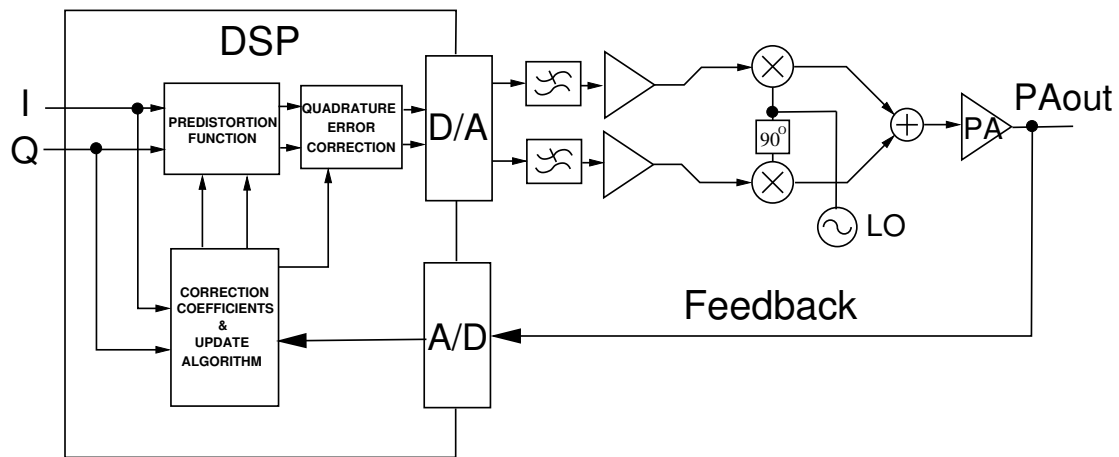 DSP
I
Q
PREDISTORTION
FUNCTION
QUADRATURE
ERROR
CORRECTION
D/A
90°
LO
PA
PAout
CORRECTION
COEFFICIENTS
&
UPDATE
ALGORITHM
A/D
Feedback